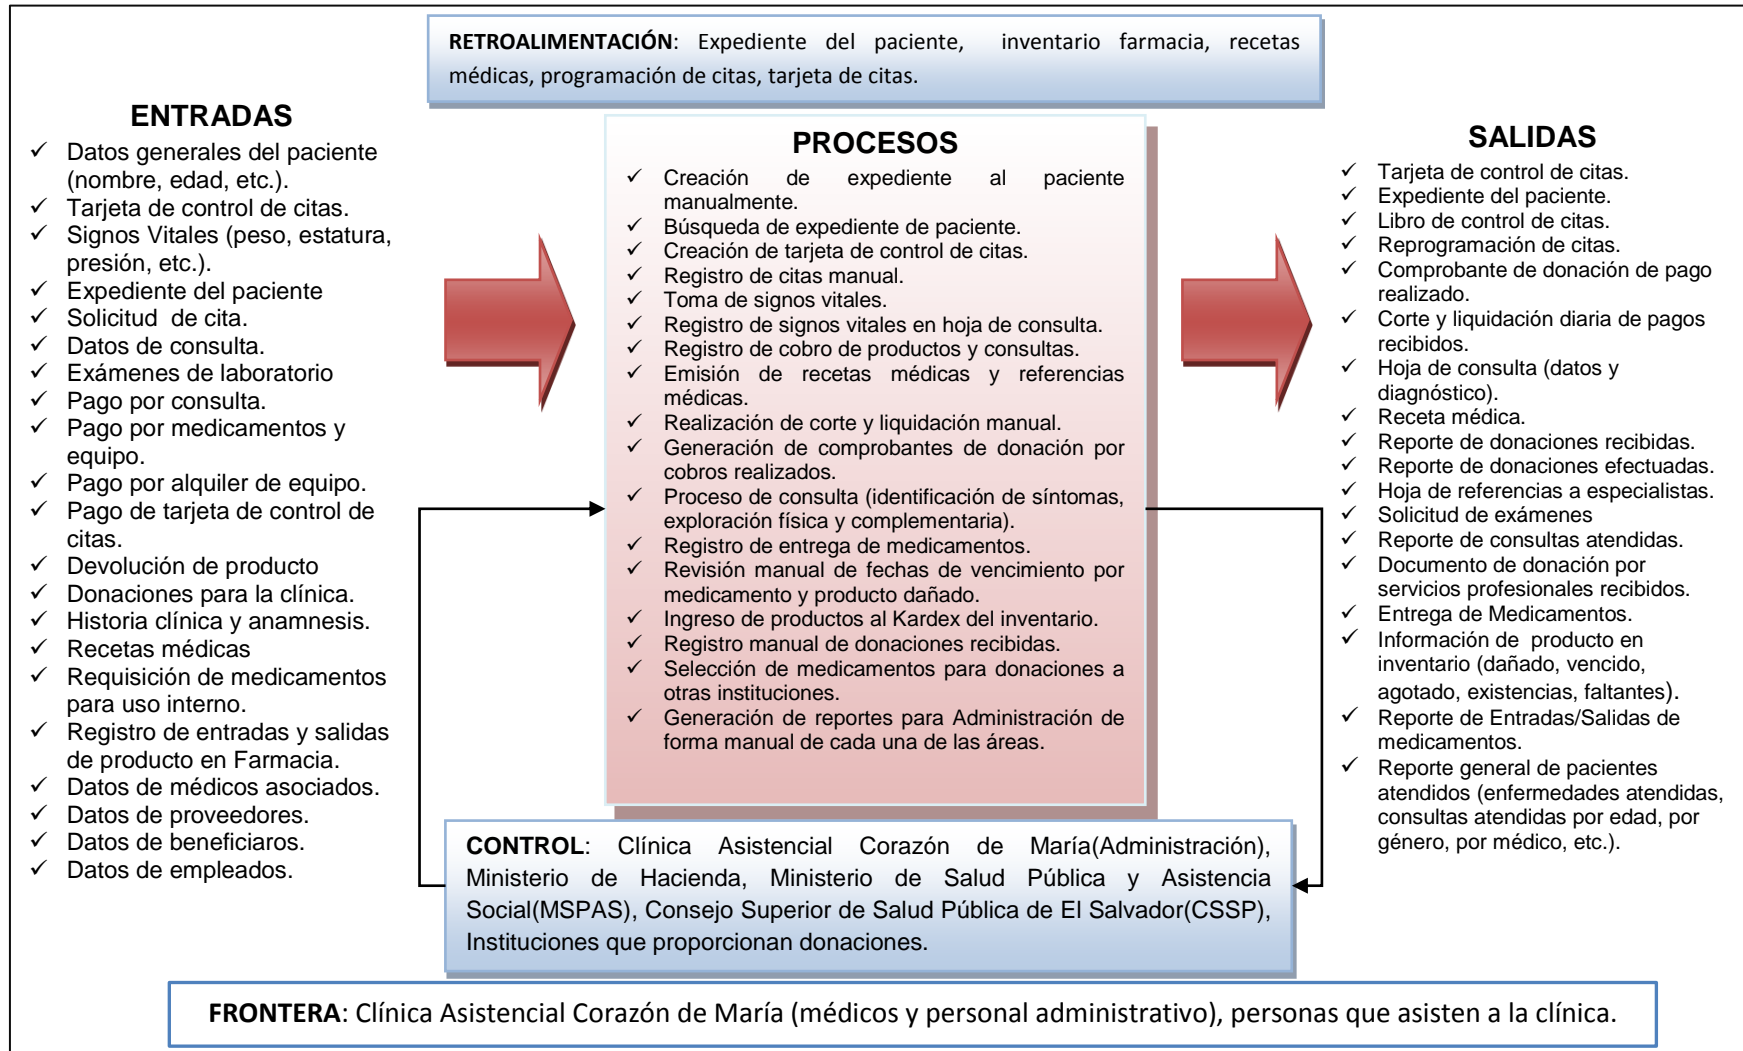 RETROALIMENTACIÓN: Expediente del paciente, inventario farmacia, recetas
médicas, programación de citas, tarjeta de citas.
ENTRADAS
✓ Datos generales del paciente
(nombre, edad, etc.).
✓ Tarjeta de control de citas.
✓ Signos Vitales (peso, estatura,
presión, etc.).
✓ Expediente del paciente
✓ Solicitud de cita.
✓ Datos de consulta.
✓ Exámenes de laboratorio
✓ Pago por consulta.
✓ Pago por medicamentos y
equipo.
✓ Pago por alquiler de equipo.
✓ Pago de tarjeta de control de
citas.
✓ Devolución de producto
✓ Donaciones para la clínica.
✓ Historia clínica y anamnesis.
✓ Recetas médicas
✓ Requisición de medicamentos
para uso interno.
✓ Registro de entradas y salidas
de producto en Farmacia.
✓ Datos de médicos asociados.
✓ Datos de proveedores.
✓ Datos de beneficiaros.
✓ Datos de empleados.
PROCESOS
✓ Creación de expediente al paciente
manualmente.
✓ Búsqueda de expediente de paciente.
✓ Creación de tarjeta de control de citas.
✓ Registro de citas manual.
✓ Toma de signos vitales.
✓ Registro de signos vitales en hoja de consulta.
✓ Registro de cobro de productos y consultas.
✓ Emisión de recetas médicas y referencias
médicas.
✓ Realización de corte y liquidación manual.
✓ Generación de comprobantes de donación por
cobros realizados.
✓ Proceso de consulta (identificación de síntomas,
exploración física y complementaria).
✓ Registro de entrega de medicamentos.
✓ Revisión manual de fechas de vencimiento por
medicamento y producto dañado.
✓ Ingreso de productos al Kardex del inventario.
✓ Registro manual de donaciones recibidas.
✓ Selección de medicamentos para donaciones a
otras instituciones.
✓ Generación de reportes para Administración de
forma manual de cada una de las áreas.
SALIDAS
✓ Tarjeta de control de citas.
✓ Expediente del paciente.
✓ Libro de control de citas.
✓ Reprogramación de citas.
✓ Comprobante de donación de pago
realizado.
✓ Corte y liquidación diaria de pagos
recibidos.
✓ Hoja de consulta (datos y
diagnóstico).
✓ Receta médica.
✓ Reporte de donaciones recibidas.
✓ Reporte de donaciones efectuadas.
✓ Hoja de referencias a especialistas.
✓ Solicitud de exámenes
✓ Reporte de consultas atendidas.
✓ Documento de donación por
servicios profesionales recibidos.
✓ Entrega de Medicamentos.
✓ Información de producto en
inventario (dañado, vencido,
agotado, existencias, faltantes).
✓ Reporte de Entradas/Salidas de
medicamentos.
✓ Reporte general de pacientes
atendidos (enfermedades atendidas,
consultas atendidas por edad, por
género, por médico, etc.).
CONTROL: Clínica Asistencial Corazón de María(Administración),
Ministerio de Hacienda, Ministerio de Salud Pública y Asistencia
Social(MSPAS), Consejo Superior de Salud Pública de El Salvador(CSSP),
Instituciones que proporcionan donaciones.
FRONTERA: Clínica Asistencial Corazón de María (médicos y personal administrativo), personas que asisten a la clínica.